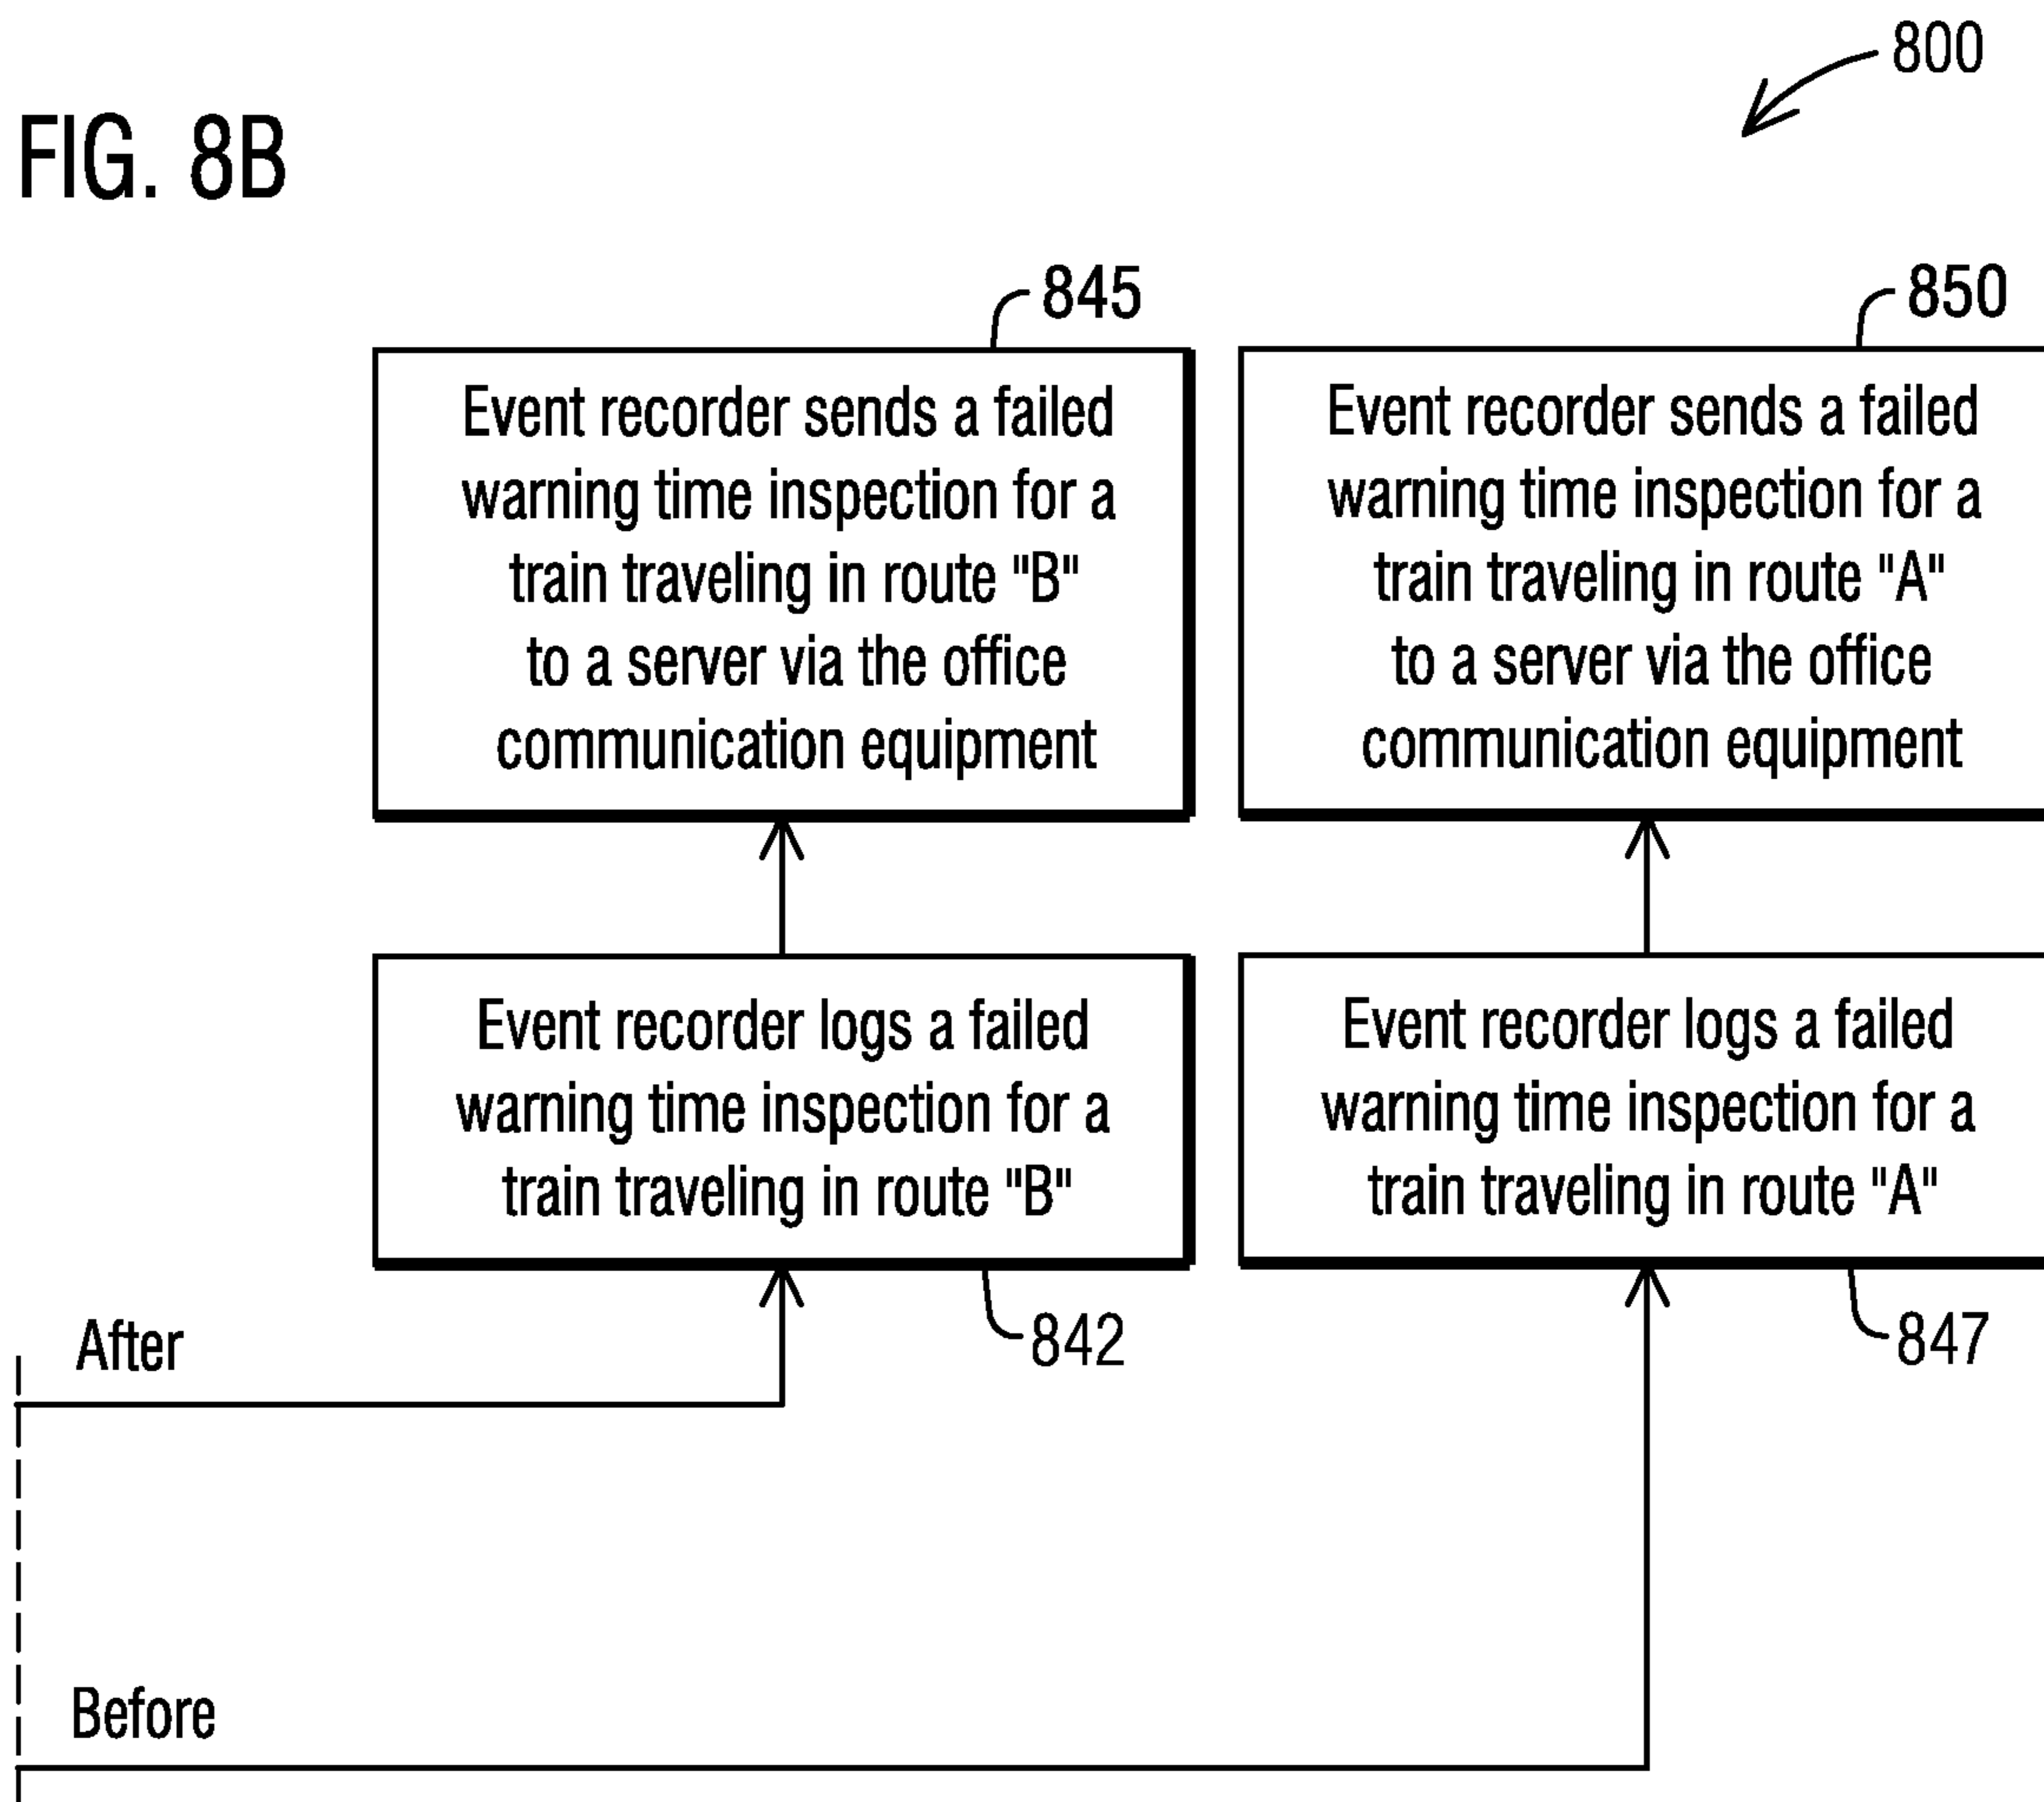 800
FIG. 8B
845
Event recorder sends a failed
warning time inspection for a
train traveling in route "B"
to a server via the office
communication equipment
850
Event recorder sends a failed
warning time inspection for a
train traveling in route "A"
to a server via the office
communication equipment
Event recorder logs a failed
warning time inspection for a
train traveling in route "B"
842
Event recorder logs a failed
warning time inspection for a
train traveling in route "A"
847
After
Before